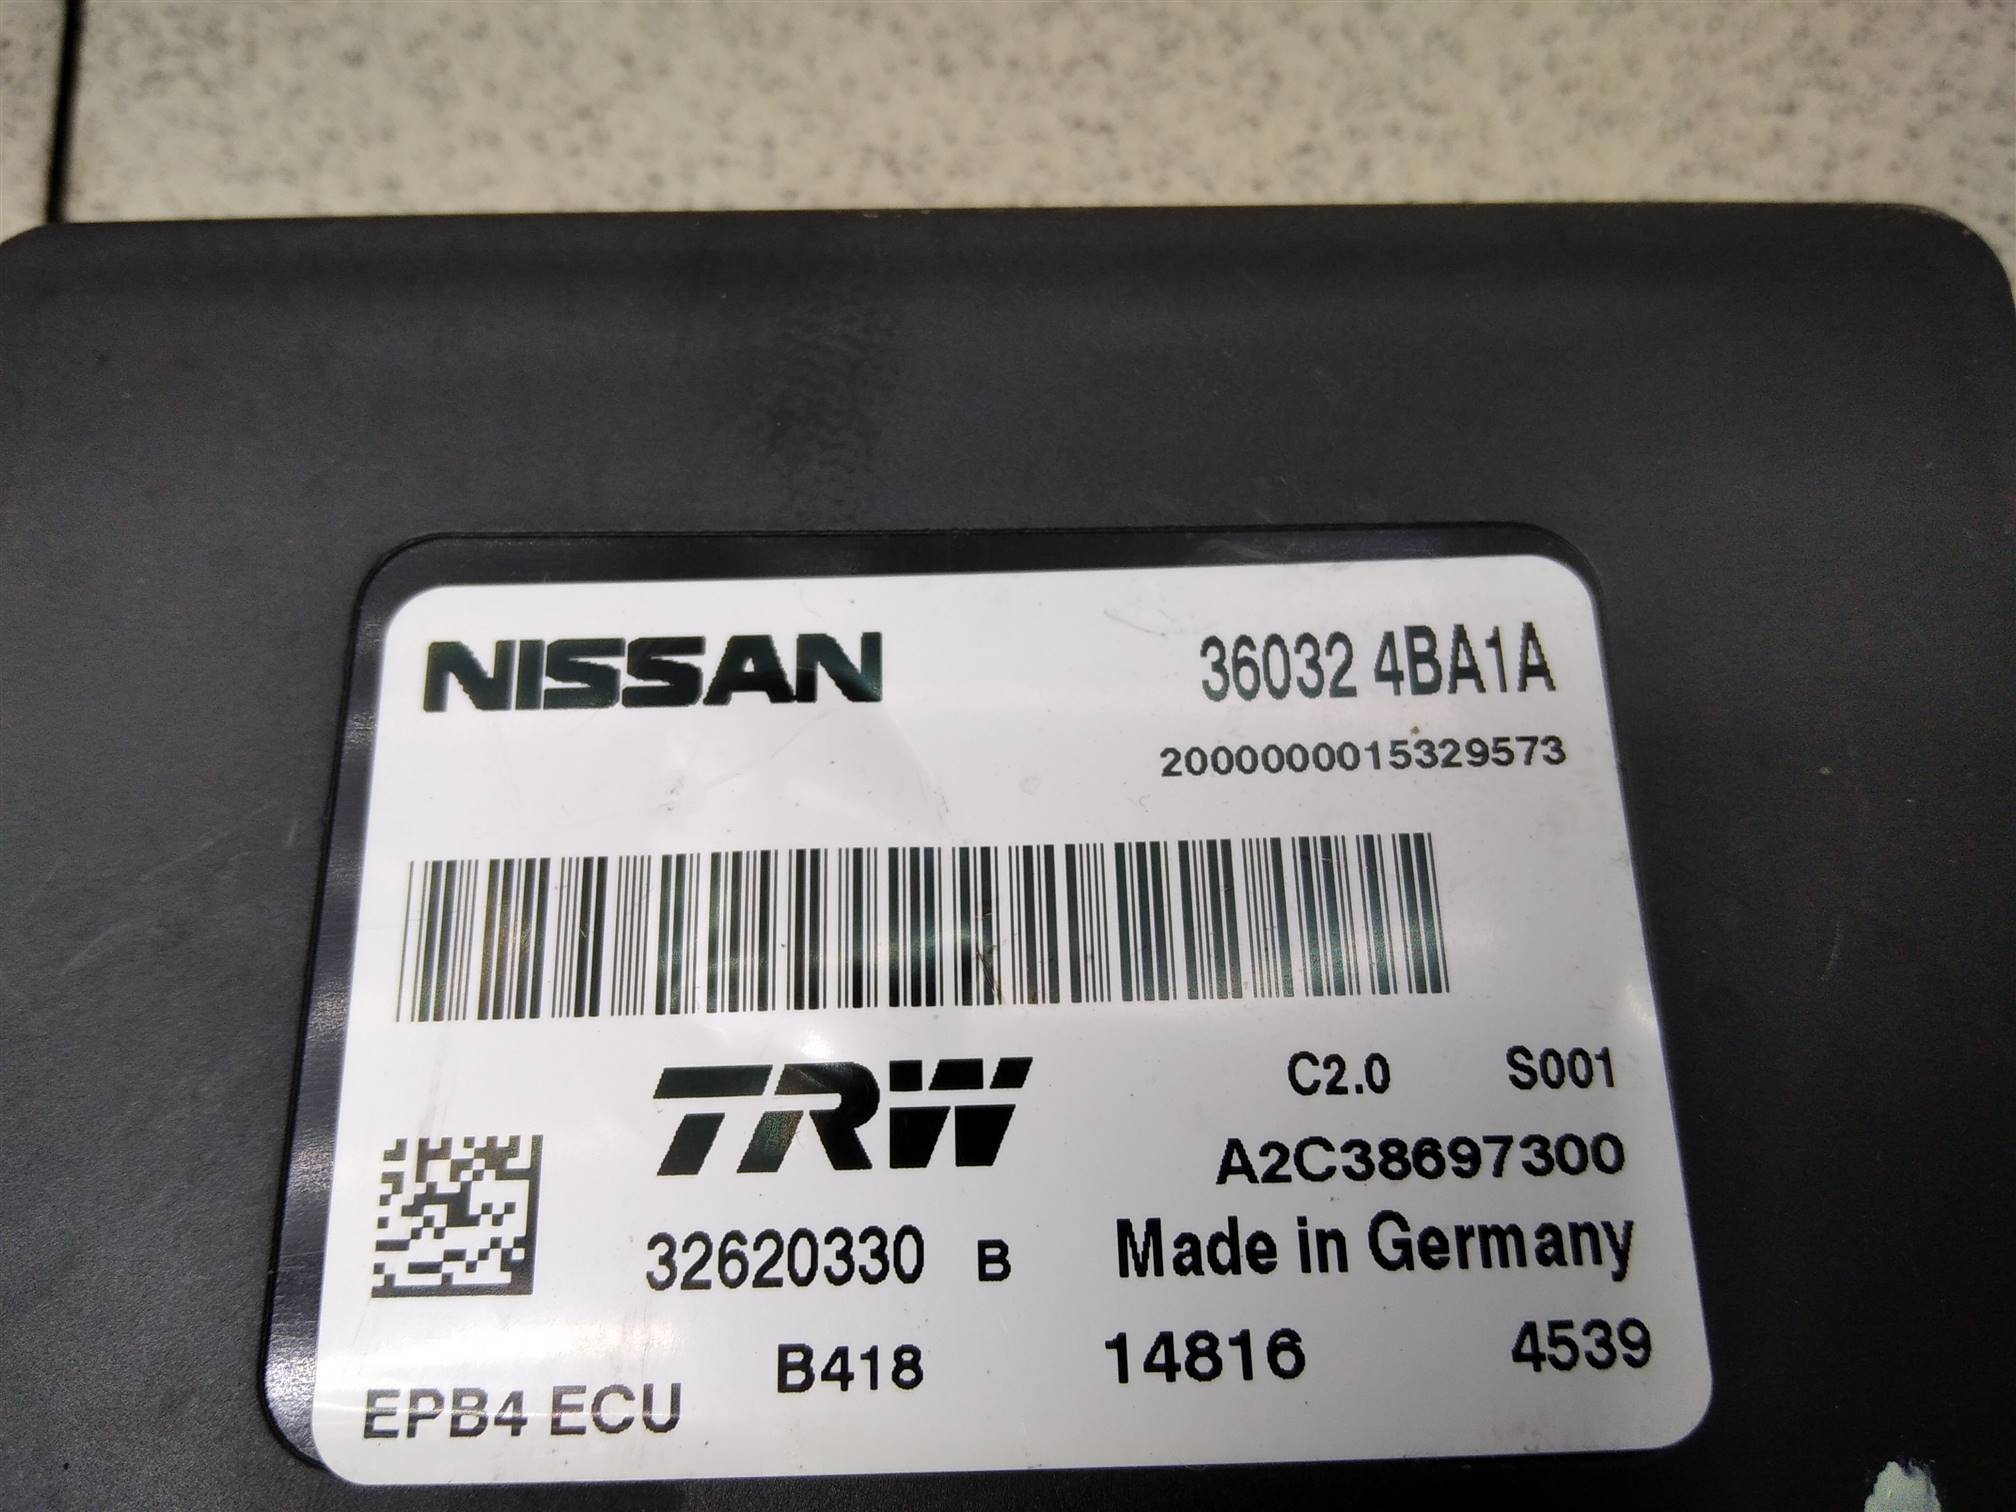 NISSAN 36032 4BA1A
2000000015329573
TRW C2.0 S001
A2C38697300
32620330 B Made in Germany
EPB4 ECU B418 14816 4539